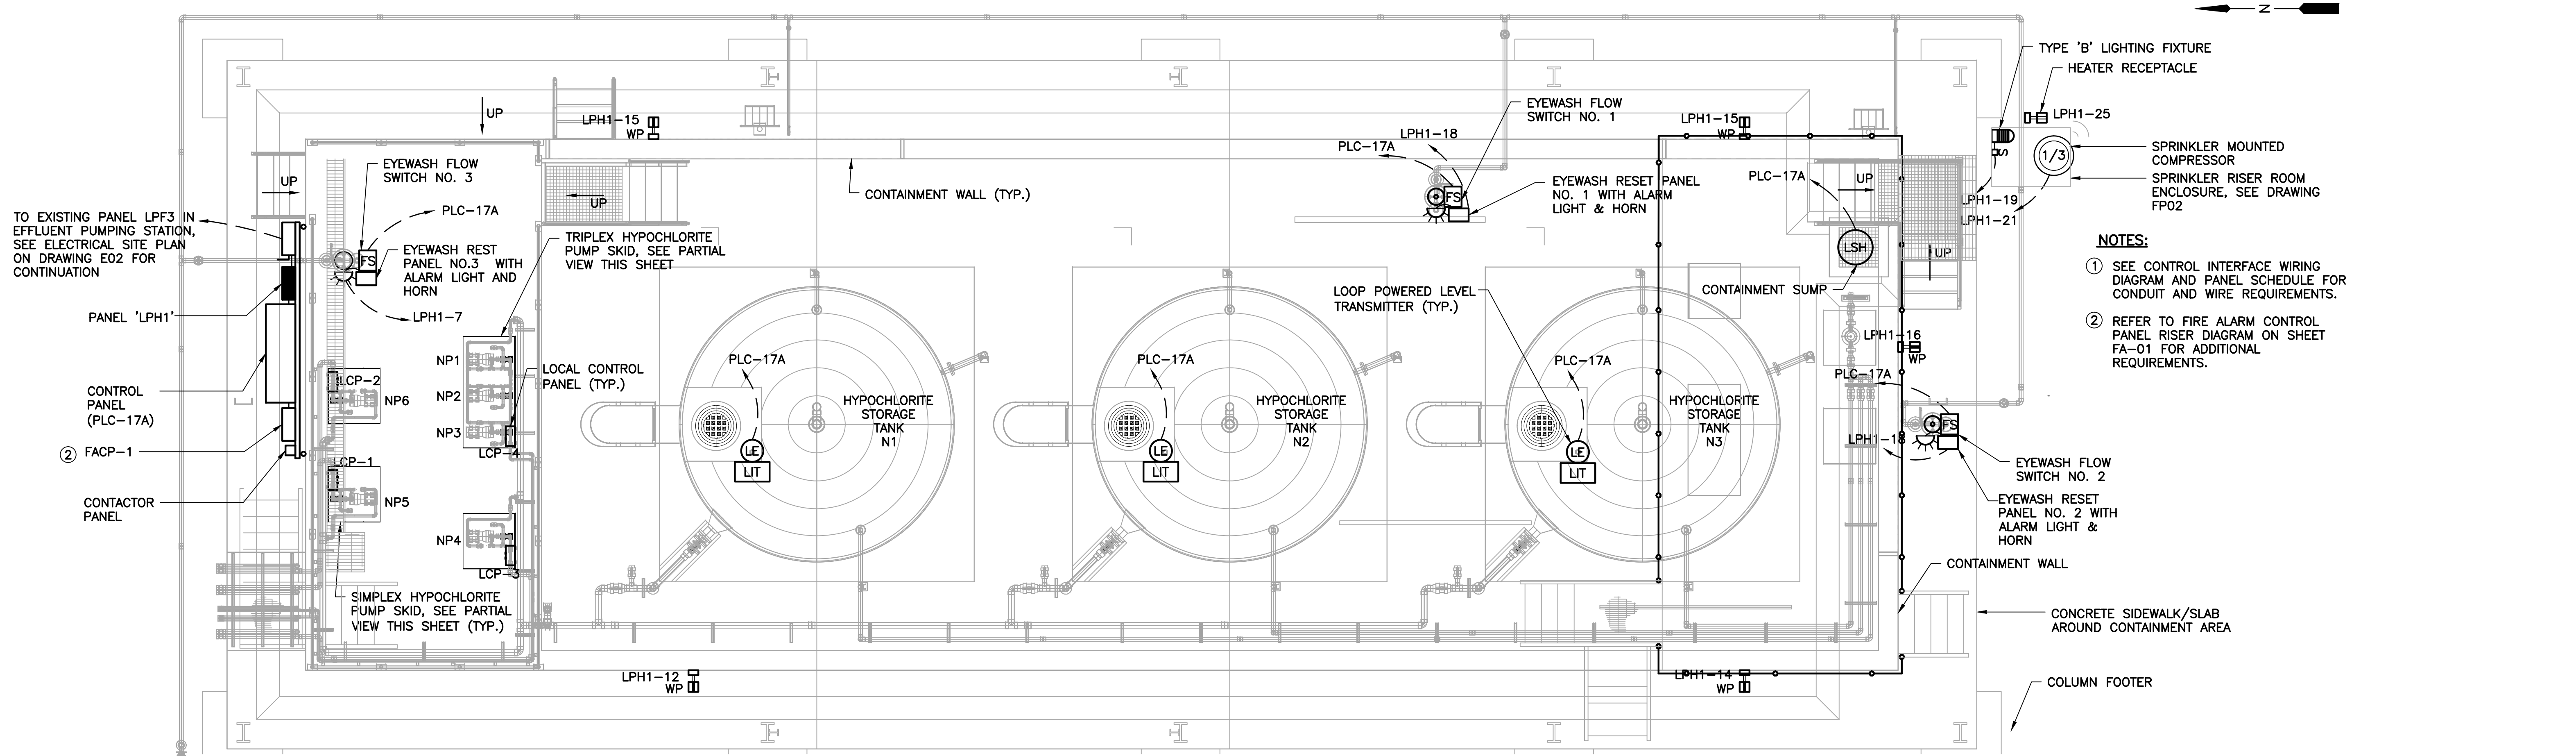 N
TYPE 'B' LIGHTING FIXTURE
HEATER RECEPTACLE
LPH1-25
1/3
S
SPRINKLER MOUNTED
COMPRESSOR
SPRINKLER RISER ROOM
ENCLOSURE, SEE DRAWING
FP02
LPH1-19
LPH1-21
UP
LPH1-15
WP
EYEWASH FLOW
SWITCH NO. 1
LPH1-18
PLC-17A
FS
EYEWASH RESET PANEL
NO. 1 WITH ALARM
LIGHT & HORN
LPH1-15
WP
PLC-17A
UP
LSH
UP
CONTAINMENT SUMP
CONTAINMENT WALL (TYP.)
EYEWASH FLOW
SWITCH NO. 3
UP
PLC-17A
UP
TO EXISTING PANEL LPF3 IN
EFFLUENT PUMPING STATION,
SEE ELECTRICAL SITE PLAN
ON DRAWING E02 FOR
CONTINUATION
FS
EYEWASH REST
PANEL NO.3 WITH
ALARM LIGHT AND
HORN
TRIPLEX HYPOCHLORITE
PUMP SKID, SEE PARTIAL
VIEW THIS SHEET
LPH1-7
PANEL 'LPH1'
CONTROL
PANEL
(PLC-17A)
2 FACP-1
CONTACTOR
PANEL
LCP-2
NP6
LCP-1
NP5
NP1
NP2
NP3
LCP-4
LOCAL CONTROL
PANEL (TYP.)
NP4
LCP-3
SIMPLEX HYPOCHLORITE
PUMP SKID, SEE PARTIAL
VIEW THIS SHEET (TYP.)
PLC-17A
LE
LIT
HYPOCHLORITE
STORAGE
TANK
N1
PLC-17A
LE
LIT
HYPOCHLORITE
STORAGE
TANK
N2
LOOP POWERED LEVEL
TRANSMITTER (TYP.)
PLC-17A
LE
LIT
HYPOCHLORITE
STORAGE
TANK
N3
LPH1-16
WP
PLC-17A
FS
LPH1-18
EYEWASH FLOW
SWITCH NO. 2
EYEWASH RESET
PANEL NO. 2 WITH
ALARM LIGHT &
HORN
CONTAINMENT WALL
CONCRETE SIDEWALK/SLAB
AROUND CONTAINMENT AREA
COLUMN FOOTER
LPH1-12
WP
LPH1-14
WP
NOTES:
1 SEE CONTROL INTERFACE WIRING
DIAGRAM AND PANEL SCHEDULE FOR
CONDUIT AND WIRE REQUIREMENTS.
2 REFER TO FIRE ALARM CONTROL
PANEL RISER DIAGRAM ON SHEET
FA-01 FOR ADDITIONAL
REQUIREMENTS.